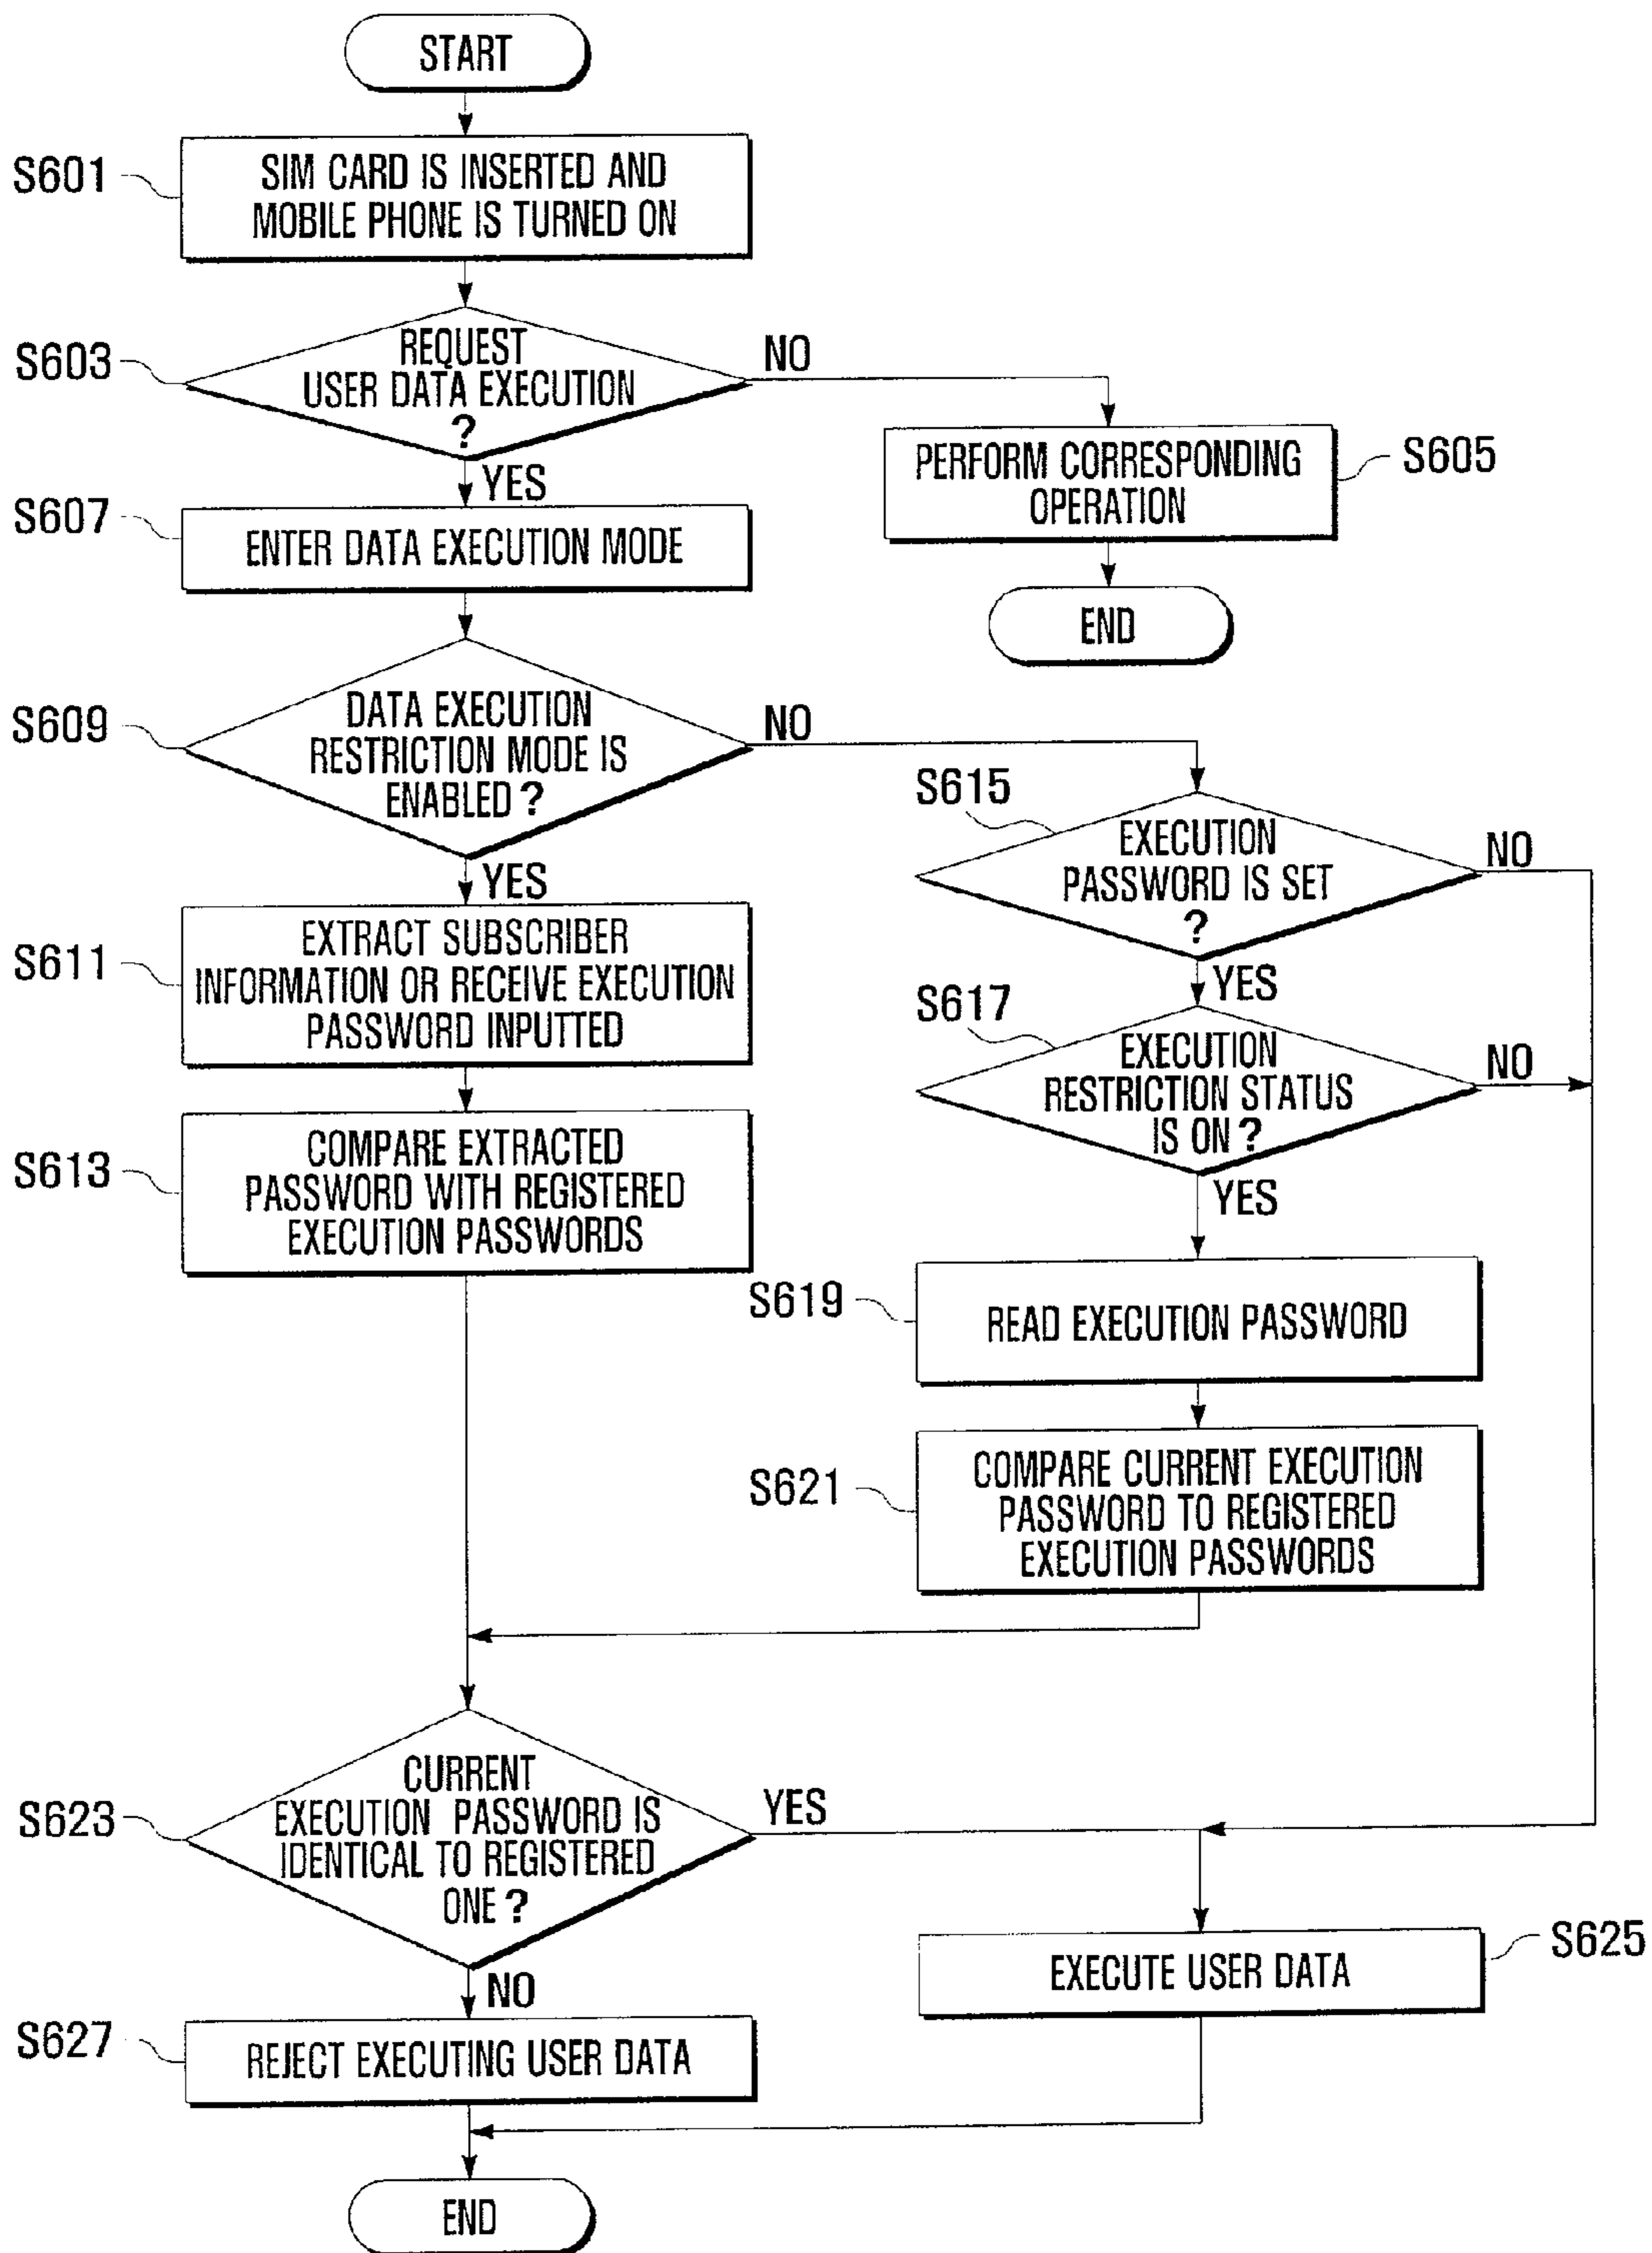 START
S601
SIM CARD IS INSERTED AND
MOBILE PHONE IS TURNED ON
S603
REQUEST
USER DATA EXECUTION
?
NO
YES
PERFORM CORRESPONDING
OPERATION
S605
END
S607
ENTER DATA EXECUTION MODE
S609
DATA EXECUTION
RESTRICTION MODE IS
ENABLED ?
NO
YES
S611
EXTRACT SUBSCRIBER
INFORMATION OR RECEIVE EXECUTION
PASSWORD INPUTTED
S613
COMPARE EXTRACTED
PASSWORD WITH REGISTERED
EXECUTION PASSWORDS
S615
EXECUTION
PASSWORD IS SET
?
NO
YES
S617
EXECUTION
RESTRICTION STATUS
IS ON ?
NO
YES
S619
READ EXECUTION PASSWORD
S621
COMPARE CURRENT EXECUTION
PASSWORD TO REGISTERED
EXECUTION PASSWORDS
S623
CURRENT
EXECUTION PASSWORD IS
IDENTICAL TO REGISTERED
ONE ?
YES
NO
S625
EXECUTE USER DATA
S627
REJECT EXECUTING USER DATA
END